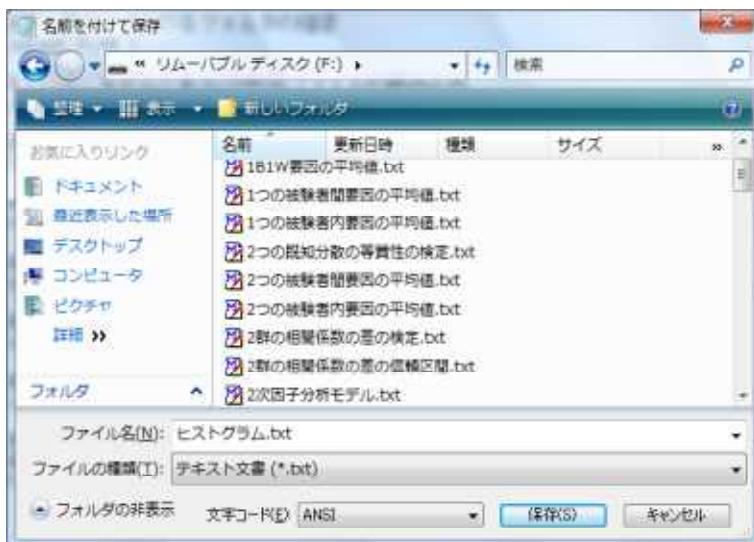 名前を付けて保存
« リムーバブル ディスク (F:)
検索
整理 表示 新しいフォルダ
お気に入りリンク
ドキュメント
最近表示した場所
デスクトップ
コンピュータ
ピクチャ
詳細 »
フォルダ
名前 更新日時 種類 サイズ »
1B1W要因の平均値.txt
1つの被験者間要因の平均値.txt
1つの被験者内要因の平均値.txt
2つの既知分散の等質性の検定.txt
2つの被験者間要因の平均値.txt
2つの被験者内要因の平均値.txt
2群の相関係数の差の検定.txt
2群の相関係数の差の信頼区間.txt
2次因子分析モデル.txt
ファイル名(N): ヒストグラム.txt
ファイルの種類(T): テキスト文書 (*.txt)
フォルダの非表示 文字コード(E) ANSI 保存(S) キャンセル